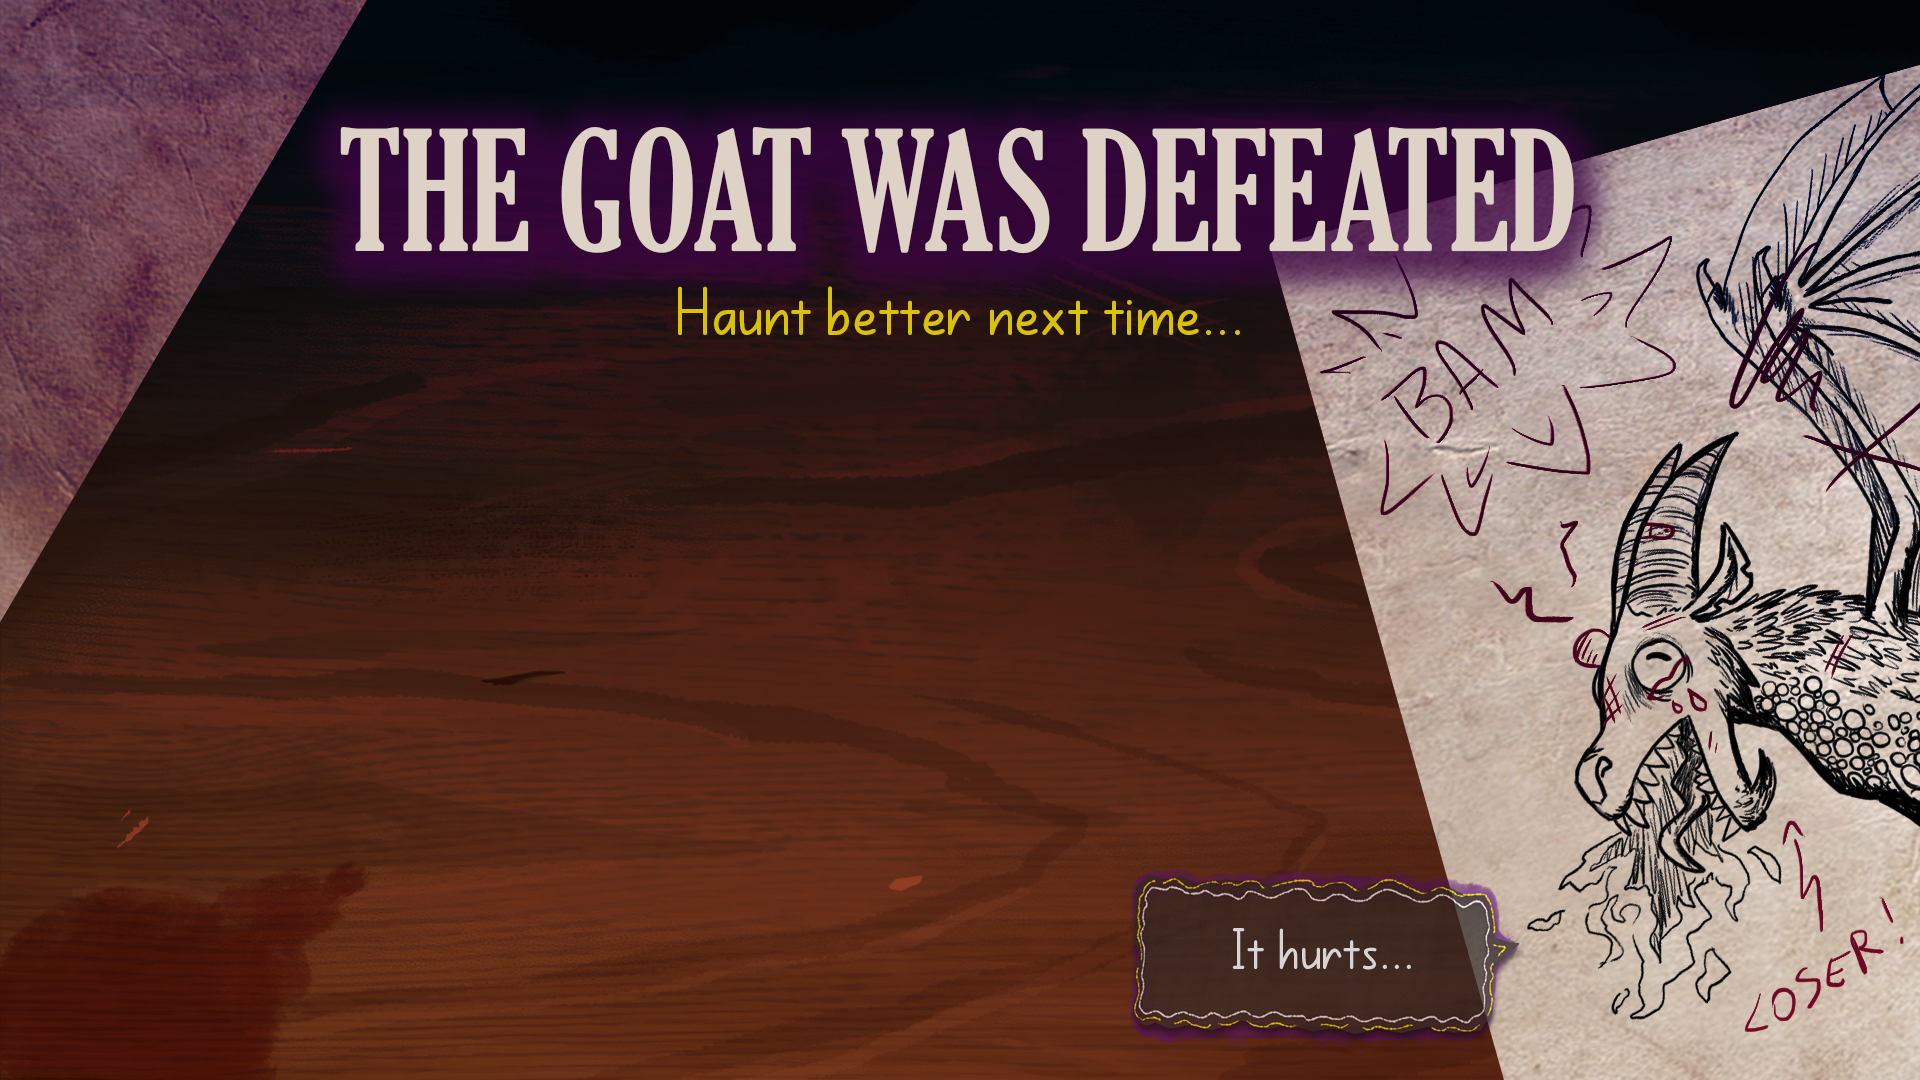 THE GOAT WAS DEFEATED
Haunt better next time...
BAM
It hurts...
LOSER!